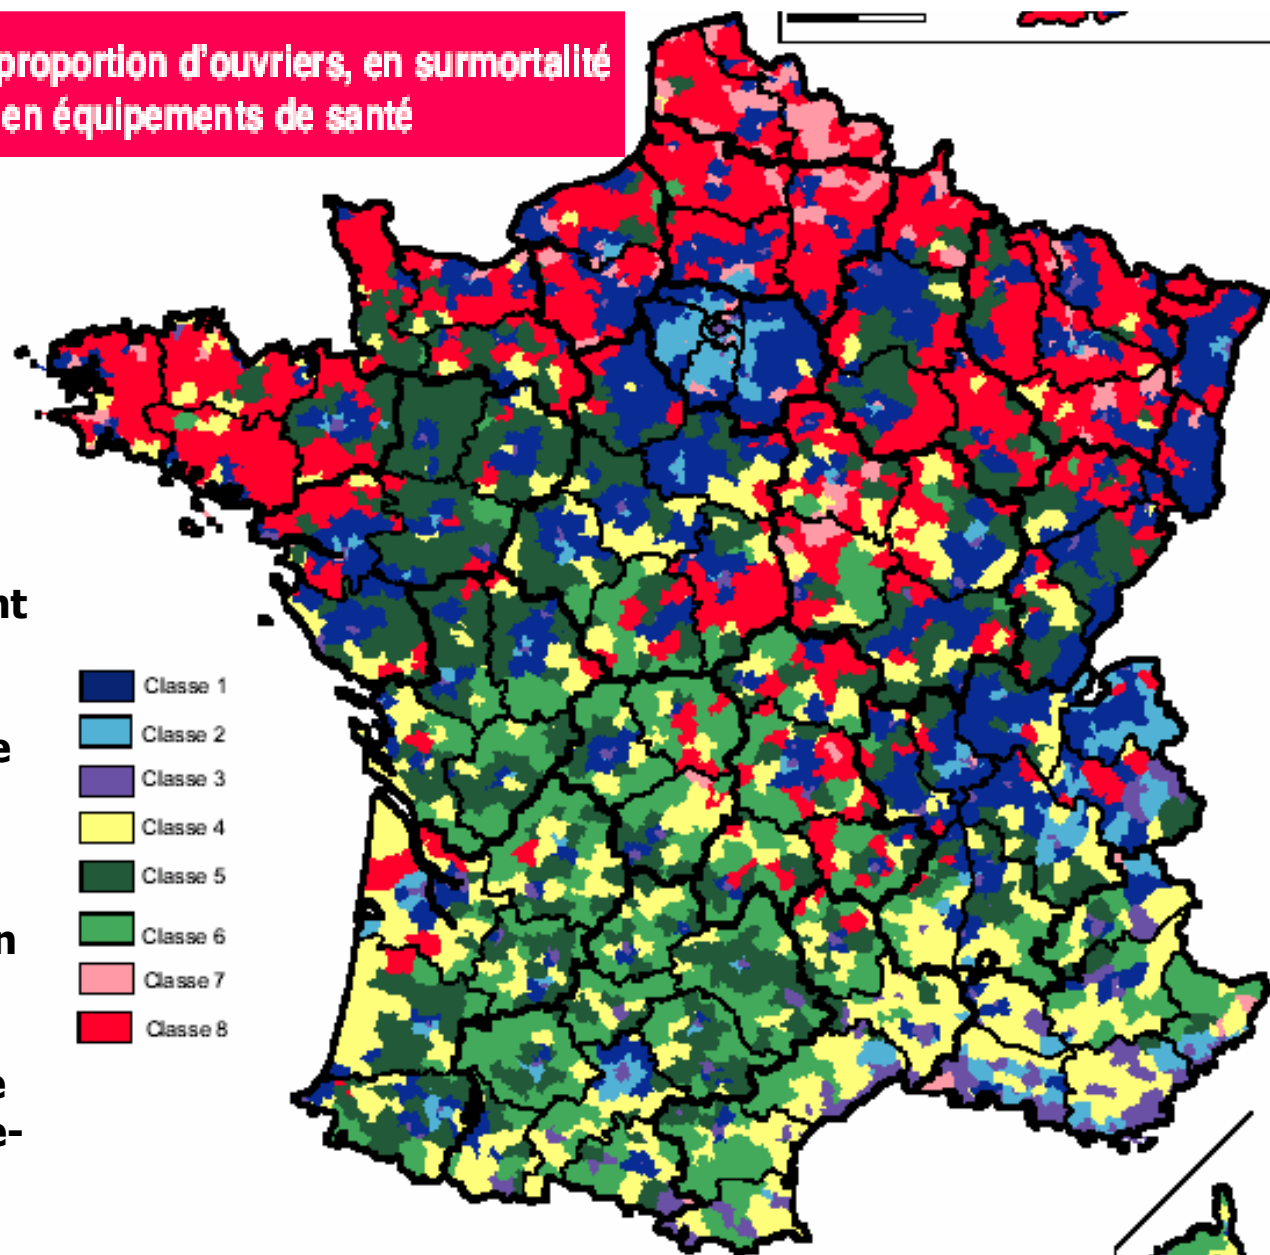 proportion d'ouvriers, en surmortalité
en équipements de santé
nt
e
n
e
e-
Classe 1
Classe 2
Classe 3
Classe 4
Classe 5
Classe 6
Classe 7
Classe 8